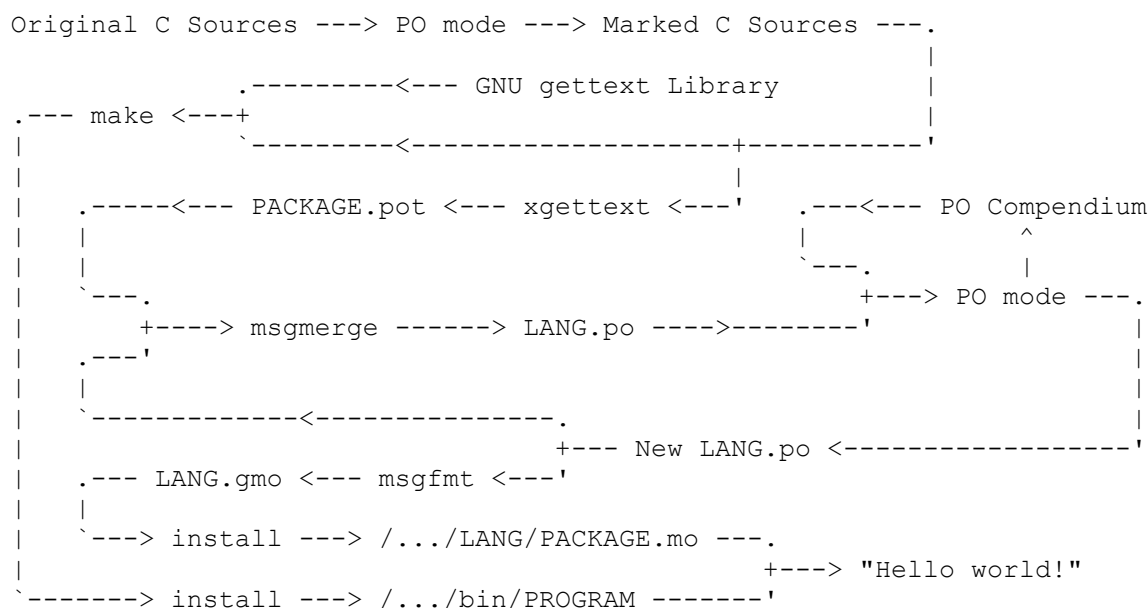 Original C Sources ---> PO mode ---> Marked C Sources ---.
                                                         |
              .---------<--- GNU gettext Library         |
.--- make <---+                                          |
|             `---------<--------------------+-----------'
|                                            |
|   .-----<--- PACKAGE.pot <--- xgettext <---'   .---<--- PO Compendium
|   |                                            |              ^
|   |                                            `---.          |
|   `---.                                            +---> PO mode ---.
|       +----> msgmerge ------> LANG.po ---->--------'                |
|   .---'                                                             |
|   |                                                                 |
|   `-------------<---------------.                                   |
|                                 +--- New LANG.po <------------------'
|   .--- LANG.gmo <--- msgfmt <---'
|   |
|   `---> install ---> /.../LANG/PACKAGE.mo ---.
|                                              +---> "Hello world!"
`-------> install ---> /.../bin/PROGRAM -------'